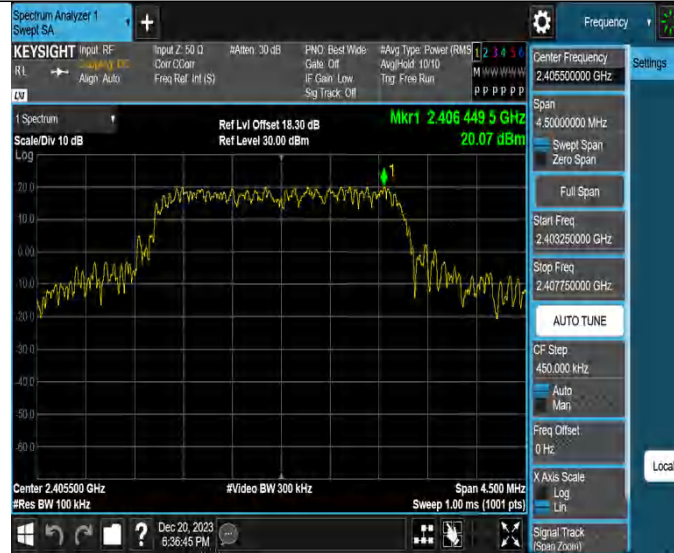 Spectrum Analyzer 1
Swept SA
+
Frequency
KEYSIGHT
RL
Input: RF
Coupling: DC
Align: Auto
Input Z: 50 Ω
Corr CCorr
Freq Ref: Int (S)
#Atten: 30 dB
PNO: Best Wide
Gate: Off
IF Gain: Low
Sig Track: Off
#Avg Type: Power (RMS
Avg|Hold: 10/10
Trig: Free Run
1 2 3 4 5 6
M W W W W W
P P P P P P
LXI
1 Spectrum
Scale/Div 10 dB
Log
Ref Lvl Offset 18.30 dB
Ref Level 30.00 dBm
Mkr1 2.406 449 5 GHz
20.07 dBm
1
20.0
10.0
0.00
-10.0
-20.0
-30.0
-40.0
-50.0
-60.0
Center 2.405500 GHz
#Res BW 100 kHz
#Video BW 300 kHz
Span 4.500 MHz
Sweep 1.00 ms (1001 pts)
Dec 20, 2023
6:36:45 PM
Center Frequency
2.405500000 GHz
Span
4.50000000 MHz
Swept Span
Zero Span
Full Span
Start Freq
2.403250000 GHz
Stop Freq
2.407750000 GHz
AUTO TUNE
CF Step
450.000 kHz
Auto
Man
Freq Offset
0 Hz
X Axis Scale
Log
Lin
Signal Track
(Span Zoom)
Settings
Local